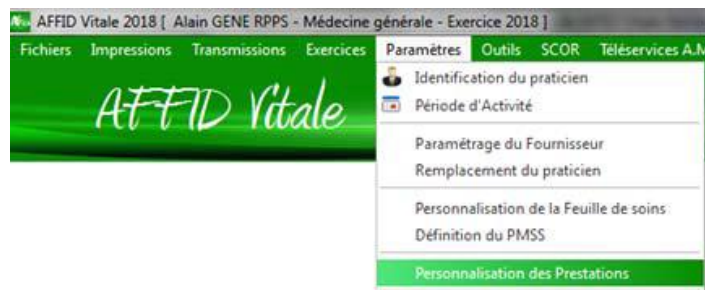 AFFID Vitale 2018 [ Alain GENE RPPS - Médecine générale - Exercice 2018 ]
Fichiers Impressions Transmissions Exercices Paramètres Outils SCOR Téléservices A.M
AFFID Vitale
Identification du praticien
Période d'Activité
Paramétrage du Fournisseur
Remplacement du praticien
Personnalisation de la Feuille de soins
Définition du PMSS
Personnalisation des Prestations